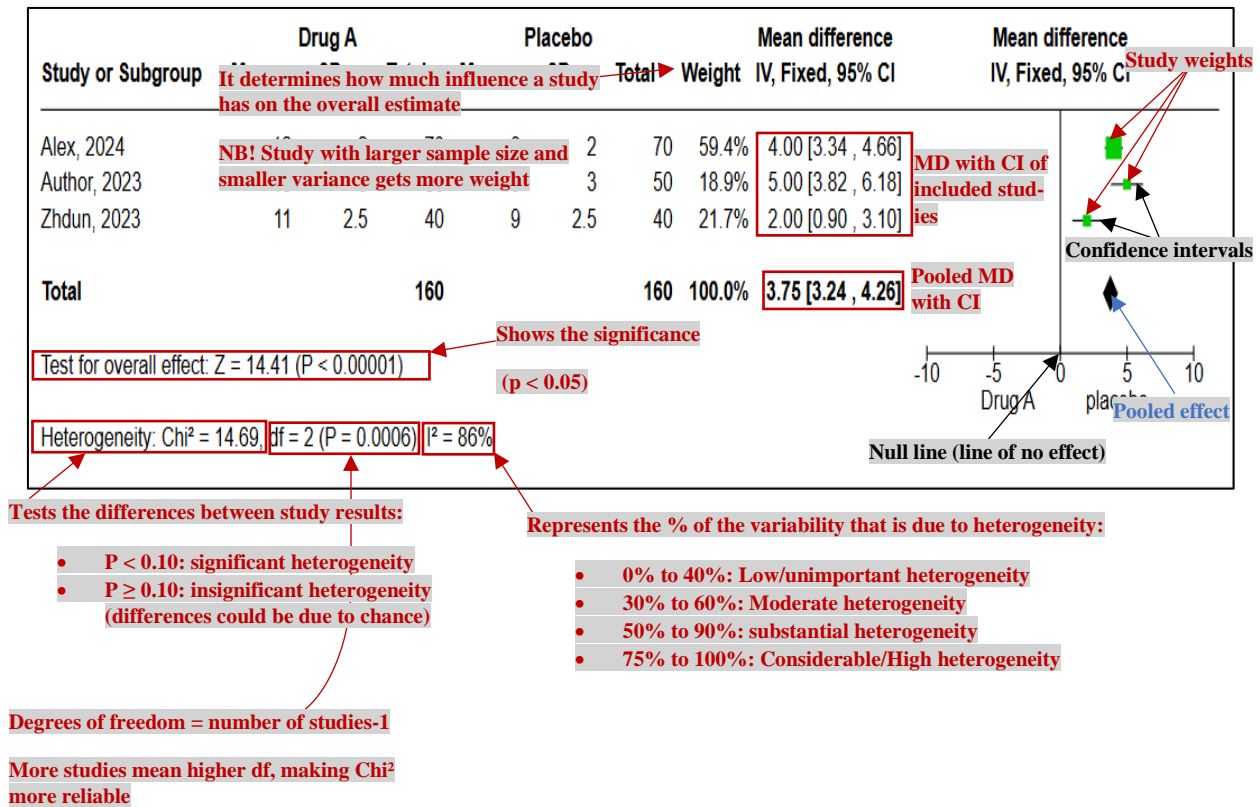 Drug A Placebo Mean difference Mean difference
Study or Subgroup Total Weight IV, Fixed, 95% CI IV, Fixed, 95% CI
It determines how much influence a study
has on the overall estimate
Study weights
Alex, 2024 2 70 59.4% 4.00 [3.34 , 4.66]
Author, 2023 3 50 18.9% 5.00 [3.82 , 6.18]
Zhdun, 2023 11 2.5 40 9 2.5 40 21.7% 2.00 [0.90 , 3.10]
NB! Study with larger sample size and
smaller variance gets more weight
MD with CI of
included stud-
ies
Confidence intervals
Total 160 160 100.0% 3.75 [3.24 , 4.26]
Pooled MD
with CI
Shows the significance
(p < 0.05)
Test for overall effect: Z = 14.41 (P < 0.00001)
-10 -5 0 5 10
Drug A
Pooled effect
Heterogeneity: Chi² = 14.69, df = 2 (P = 0.0006) I² = 86%
Null line (line of no effect)
Tests the differences between study results:
• P < 0.10: significant heterogeneity
• P ≥ 0.10: insignificant heterogeneity
(differences could be due to chance)
Represents the % of the variability that is due to heterogeneity:
• 0% to 40%: Low/unimportant heterogeneity
• 30% to 60%: Moderate heterogeneity
• 50% to 90%: substantial heterogeneity
• 75% to 100%: Considerable/High heterogeneity
Degrees of freedom = number of studies-1
More studies mean higher df, making Chi²
more reliable